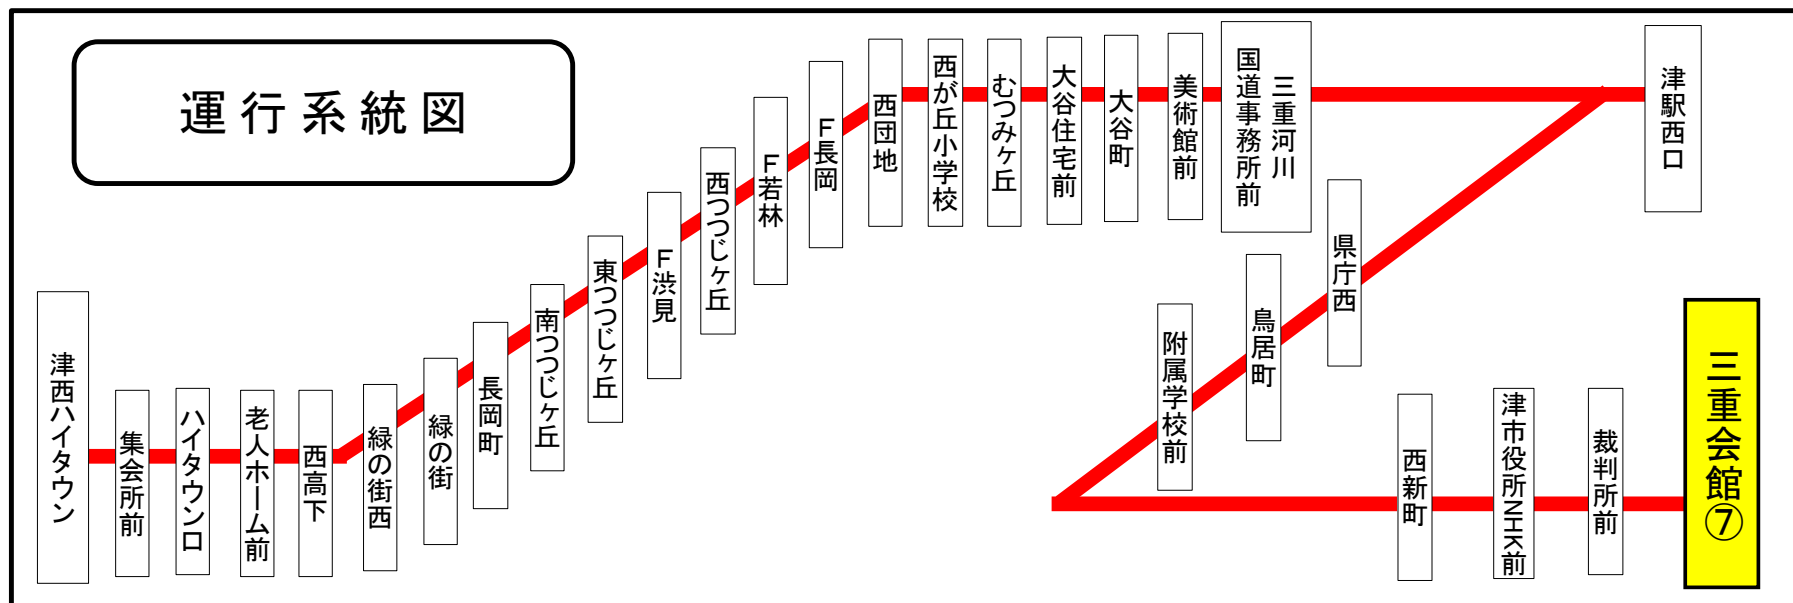 運行系統図
津西ハイタウン
集会所前
ハイタウン口
老人ホーム前
西高下
緑の街西
緑の街
長岡町
南つつじヶ丘
東つつじヶ丘
F渋見
西つつじヶ丘
F若林
F長岡
西団地
西が丘小学校
むつみヶ丘
大谷住宅前
大谷町
美術館前
三重河川
国道事務所前
津駅西口
県庁西
鳥居町
附属学校前
西新町
津市役所NHK前
裁判所前
三重会館⑦